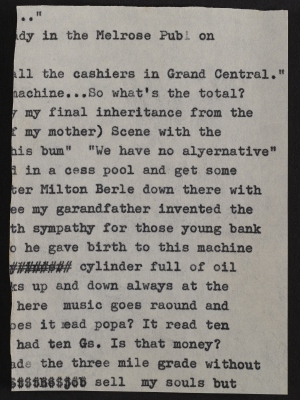 .."
dy in the Melrose Pub on
all the cashiers in Grand Central."
machine...So what's the total?
y my final inheritance from the
f my mother) Scene with the
his bum" "We have no alyernative"
d in a cess pool and get some
ter Milton Berle down there with
ee my garandfather invented the
th sympathy for those young bank
o he gave birth to this machine
######## cylinder full of oil
ks up and down always at the
here music goes raound and
oes it ead popa? It read ten
had ten Gs. Is that money?
ade the three mile grade without
sell my souls but